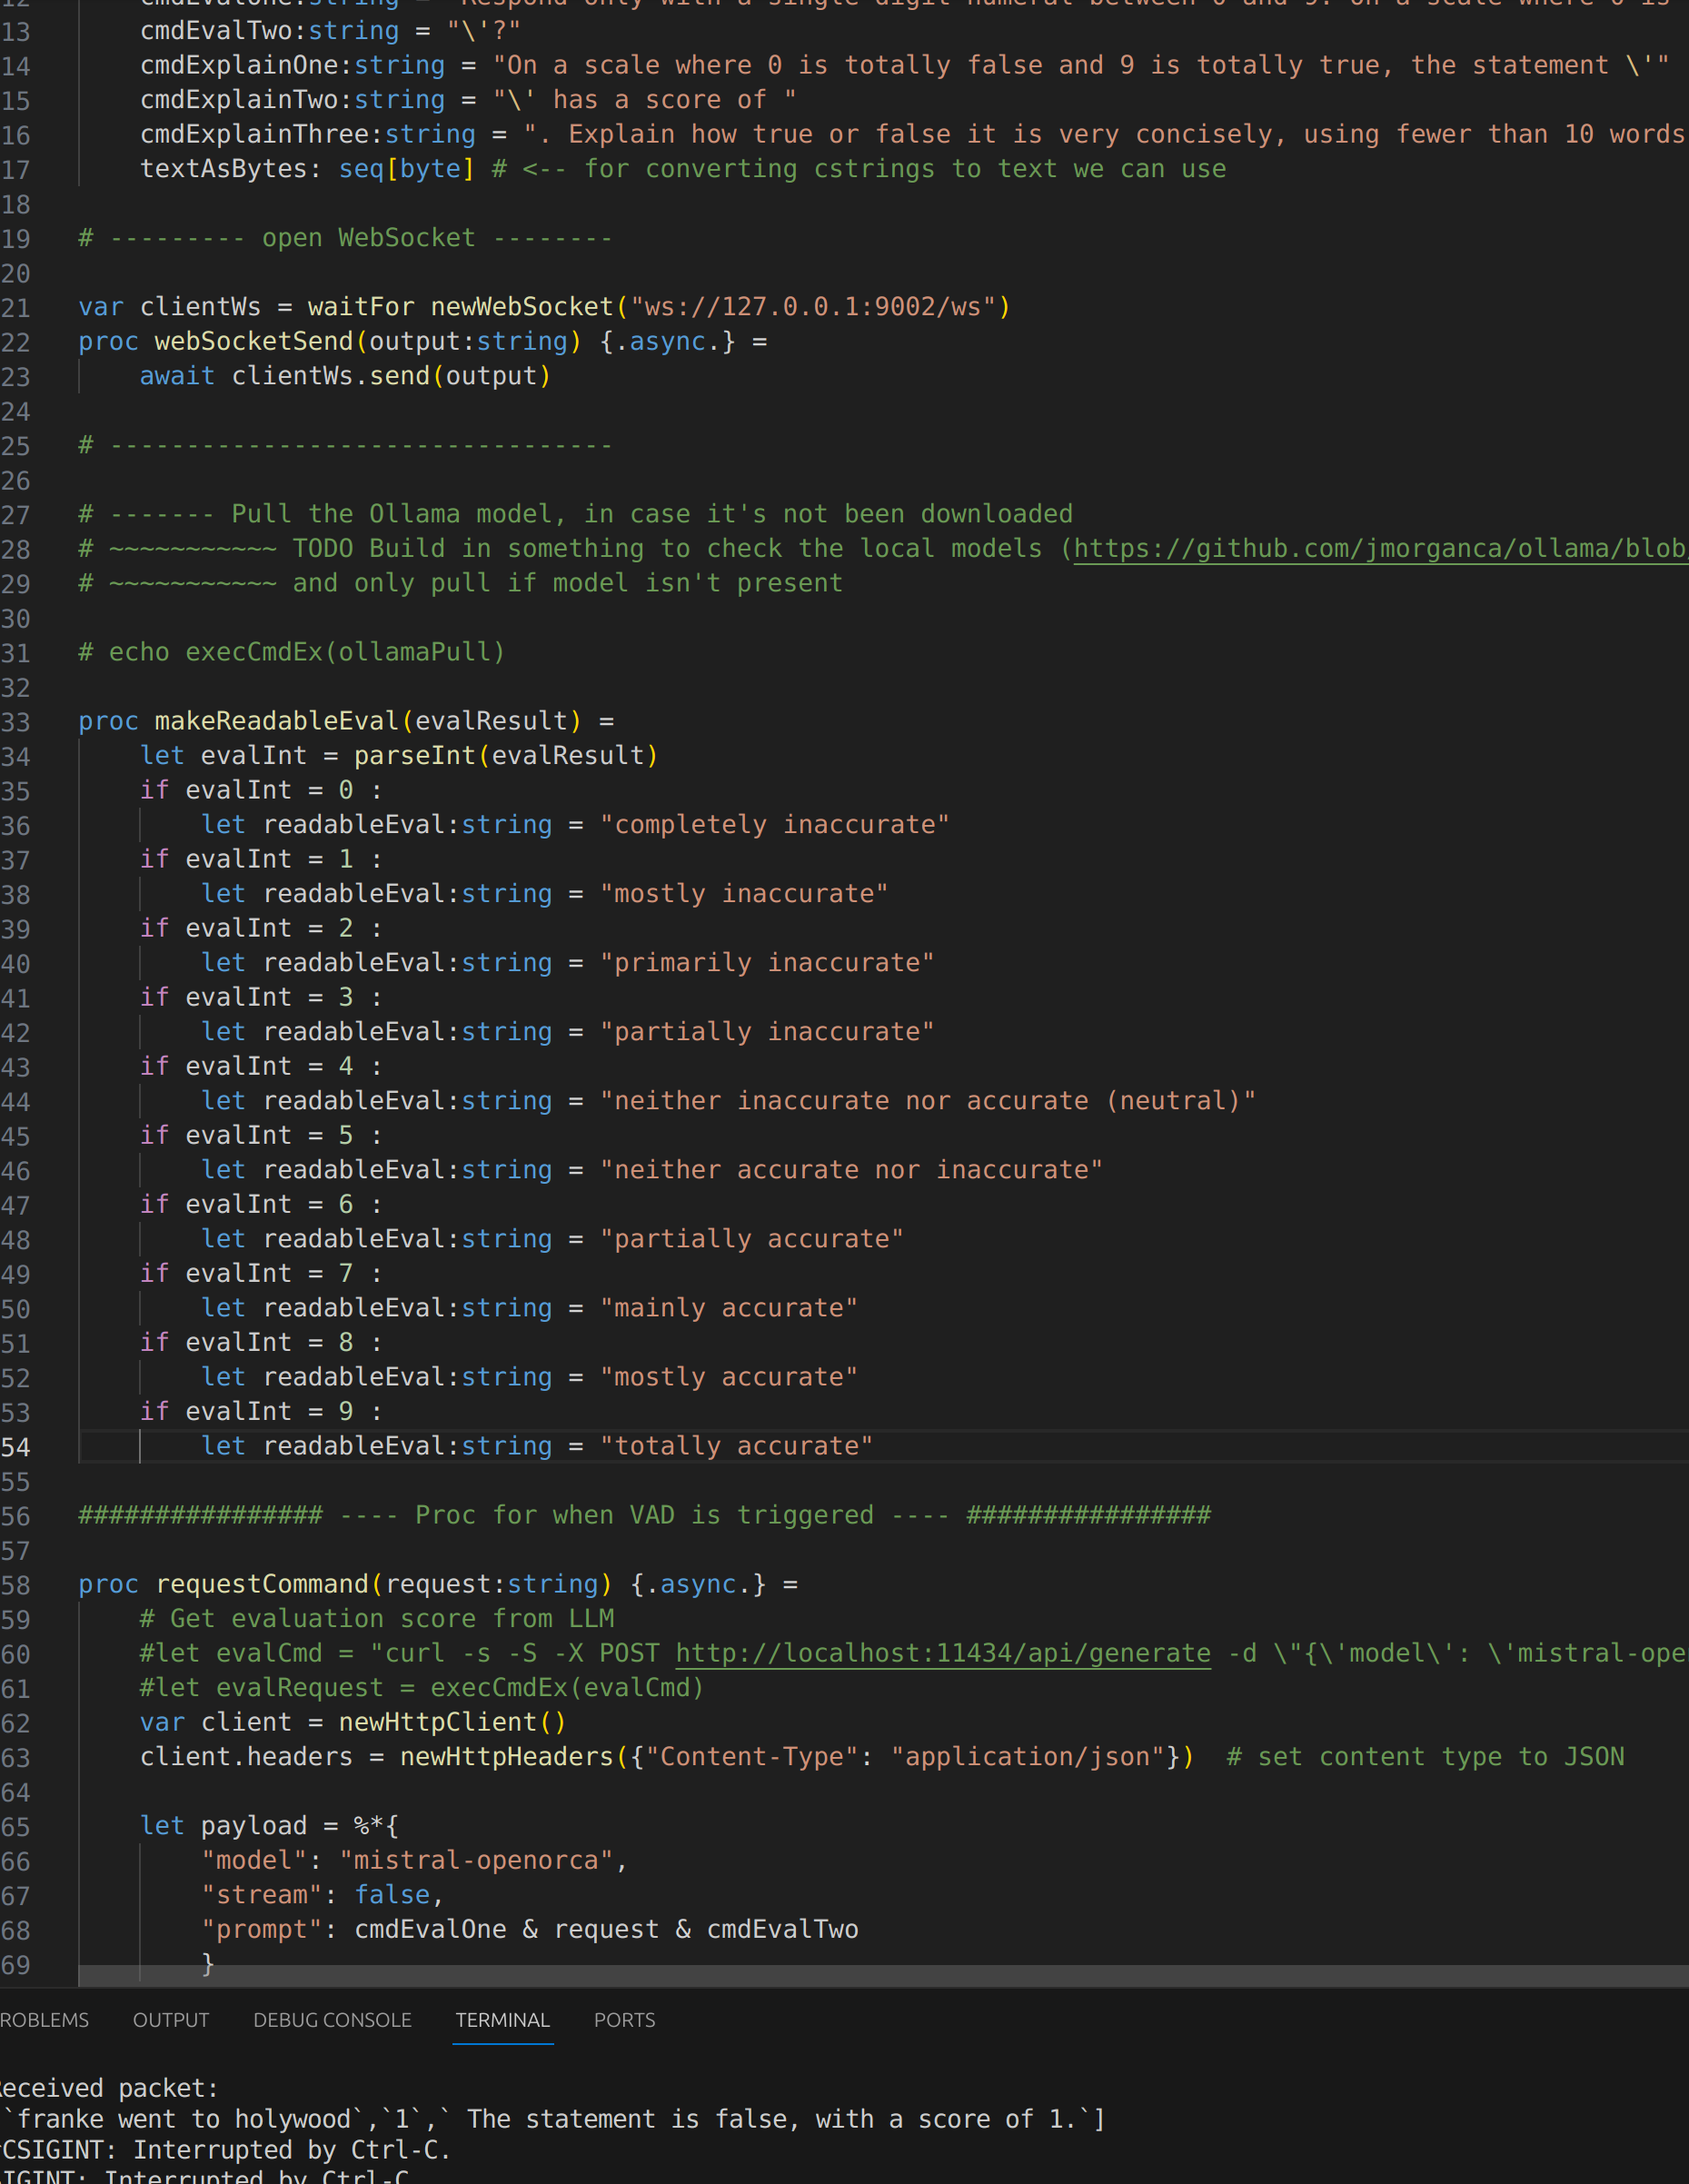 12 cmdEvalOne:string = "Respond only with a single digit numeral between 0 and 9: on a scale where 0 is
13 cmdEvalTwo:string = "\'?"
14 cmdExplainOne:string = "On a scale where 0 is totally false and 9 is totally true, the statement \'"
15 cmdExplainTwo:string = "\' has a score of "
16 cmdExplainThree:string = ". Explain how true or false it is very concisely, using fewer than 10 words
17 textAsBytes: seq[byte] # <-- for converting cstrings to text we can use
18
19 # --------- open WebSocket --------
20
21 var clientWs = waitFor newWebSocket("ws://127.0.0.1:9002/ws")
22 proc webSocketSend(output:string) {.async.} =
23 await clientWs.send(output)
24
25 # ---------------------------------
26
27 # ------- Pull the Ollama model, in case it's not been downloaded
28 # ~~~~~~~~~~~ TODO Build in something to check the local models (https://github.com/jmorganca/ollama/blob/
29 # ~~~~~~~~~~~ and only pull if model isn't present
30
31 # echo execCmdEx(ollamaPull)
32
33 proc makeReadableEval(evalResult) =
34 let evalInt = parseInt(evalResult)
35 if evalInt = 0 :
36 let readableEval:string = "completely inaccurate"
37 if evalInt = 1 :
38 let readableEval:string = "mostly inaccurate"
39 if evalInt = 2 :
40 let readableEval:string = "primarily inaccurate"
41 if evalInt = 3 :
42 let readableEval:string = "partially inaccurate"
43 if evalInt = 4 :
44 let readableEval:string = "neither inaccurate nor accurate (neutral)"
45 if evalInt = 5 :
46 let readableEval:string = "neither accurate nor inaccurate"
47 if evalInt = 6 :
48 let readableEval:string = "partially accurate"
49 if evalInt = 7 :
50 let readableEval:string = "mainly accurate"
51 if evalInt = 8 :
52 let readableEval:string = "mostly accurate"
53 if evalInt = 9 :
54 let readableEval:string = "totally accurate"
55
56 ################ ---- Proc for when VAD is triggered ---- ################
57
58 proc requestCommand(request:string) {.async.} =
59 # Get evaluation score from LLM
60 #let evalCmd = "curl -s -S -X POST http://localhost:11434/api/generate -d \"{\'model\': \'mistral-ope
61 #let evalRequest = execCmdEx(evalCmd)
62 var client = newHttpClient()
63 client.headers = newHttpHeaders({"Content-Type": "application/json"}) # set content type to JSON
64
65 let payload = %*{
66 "model": "mistral-openorca",
67 "stream": false,
68 "prompt": cmdEvalOne & request & cmdEvalTwo
69 }
ROBLEMS OUTPUT DEBUG CONSOLE TERMINAL PORTS
eceived packet:
`franke went to holywood`,`1`,` The statement is false, with a score of 1.`]
CSIGINT: Interrupted by Ctrl-C.
IGINT: Interrupted by Ctrl-C